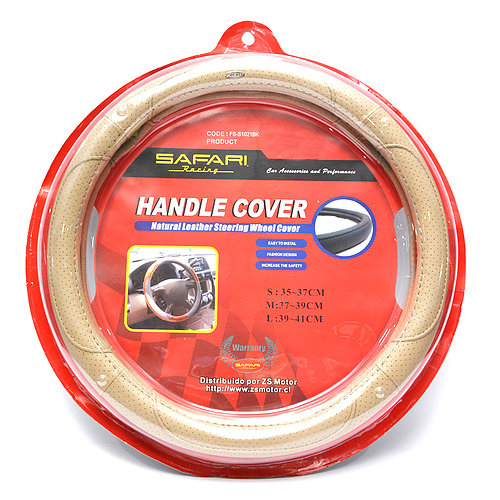 CODE : FS-S1021BK
PRODUCT
SAFARI
Racing
Car Accessories and Performance
HANDLE COVER
Natural Leather Steering Wheel Cover
EASY TO INSTAL
FASHION DESIGN
INCREASE THE SAFETY
S : 35~37CM
M:37~39CM
L :39~41CM
Warranty
SAFARI
Distribuido por ZS Motor
http://www.zsmotor.cl